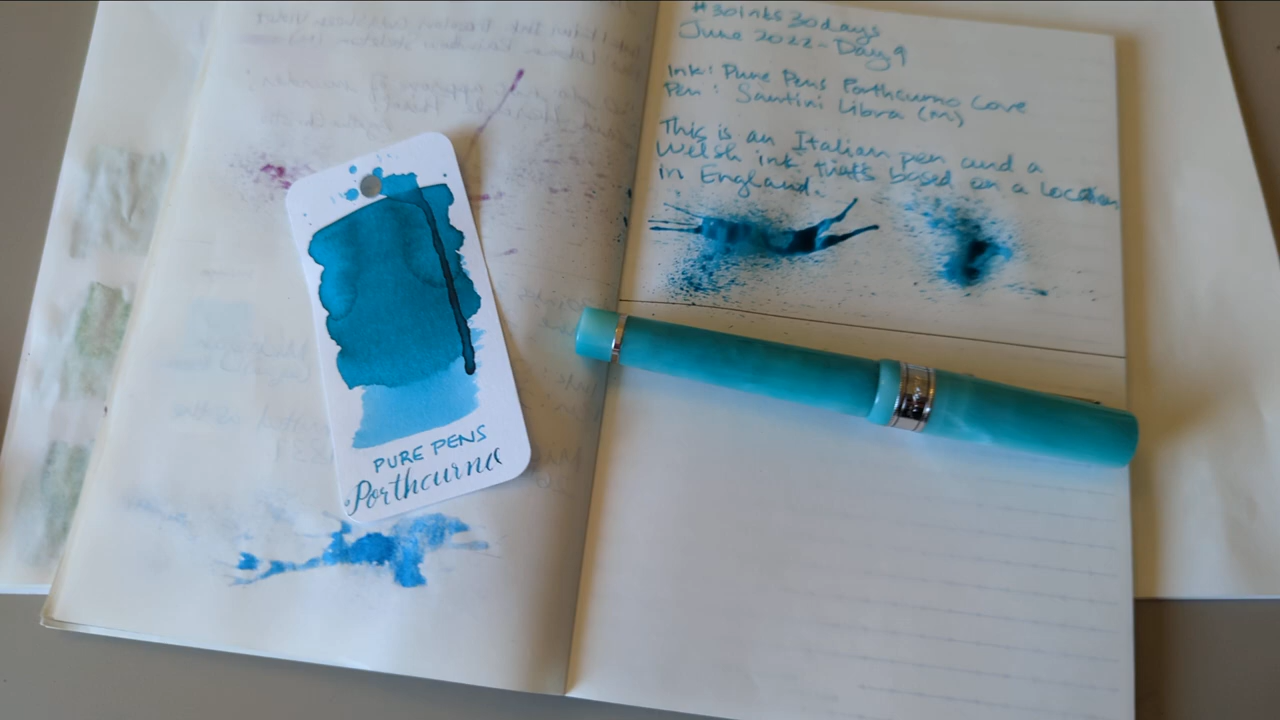 #30inks30days
June 2022 - Day 9
Ink: Pure Pens Porthcurno Cove
Pen: Santini Libra (M)
This is an Italian pen and a
Welsh ink that's based on a location
in England.
PURE PENS
Porthcurno